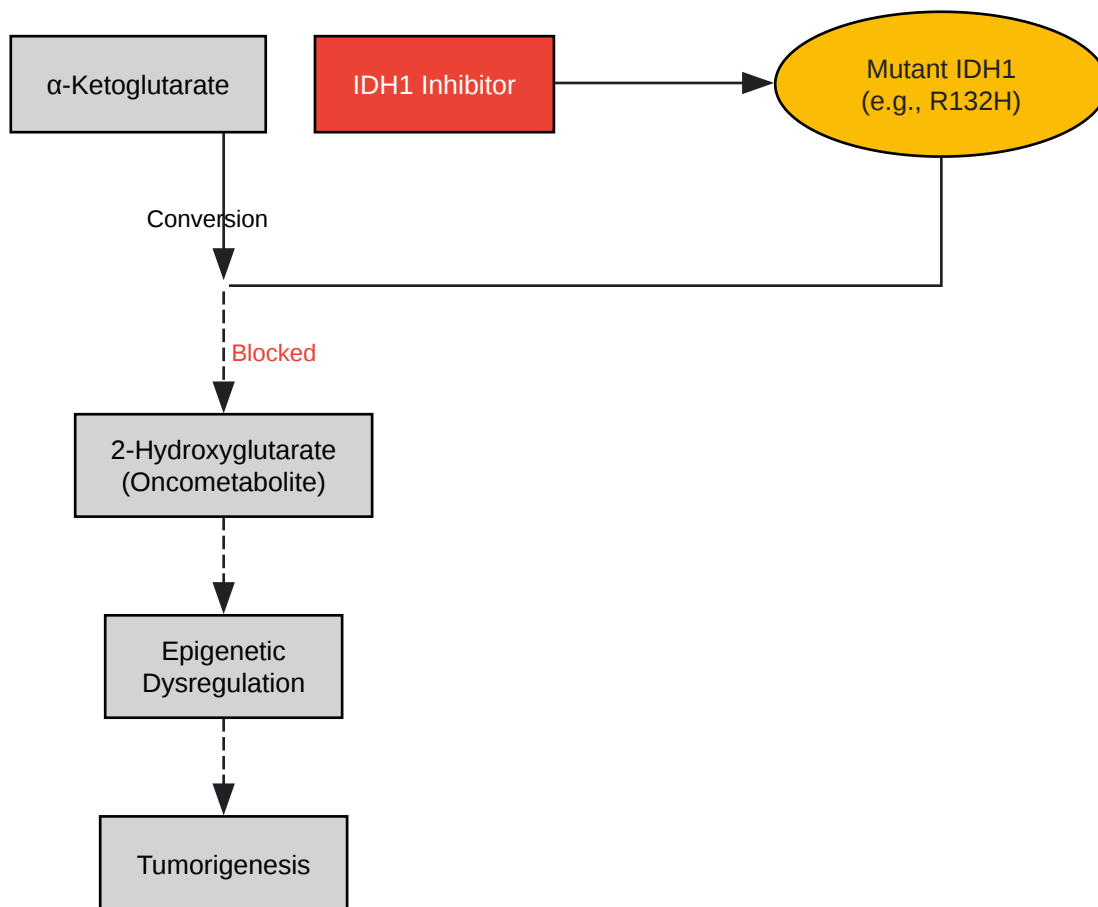 α-Ketoglutarate
IDH1 Inhibitor
Mutant IDH1
(e.g., R132H)
Conversion
Blocked
2-Hydroxyglutarate
(Oncometabolite)
Epigenetic
Dysregulation
Tumorigenesis